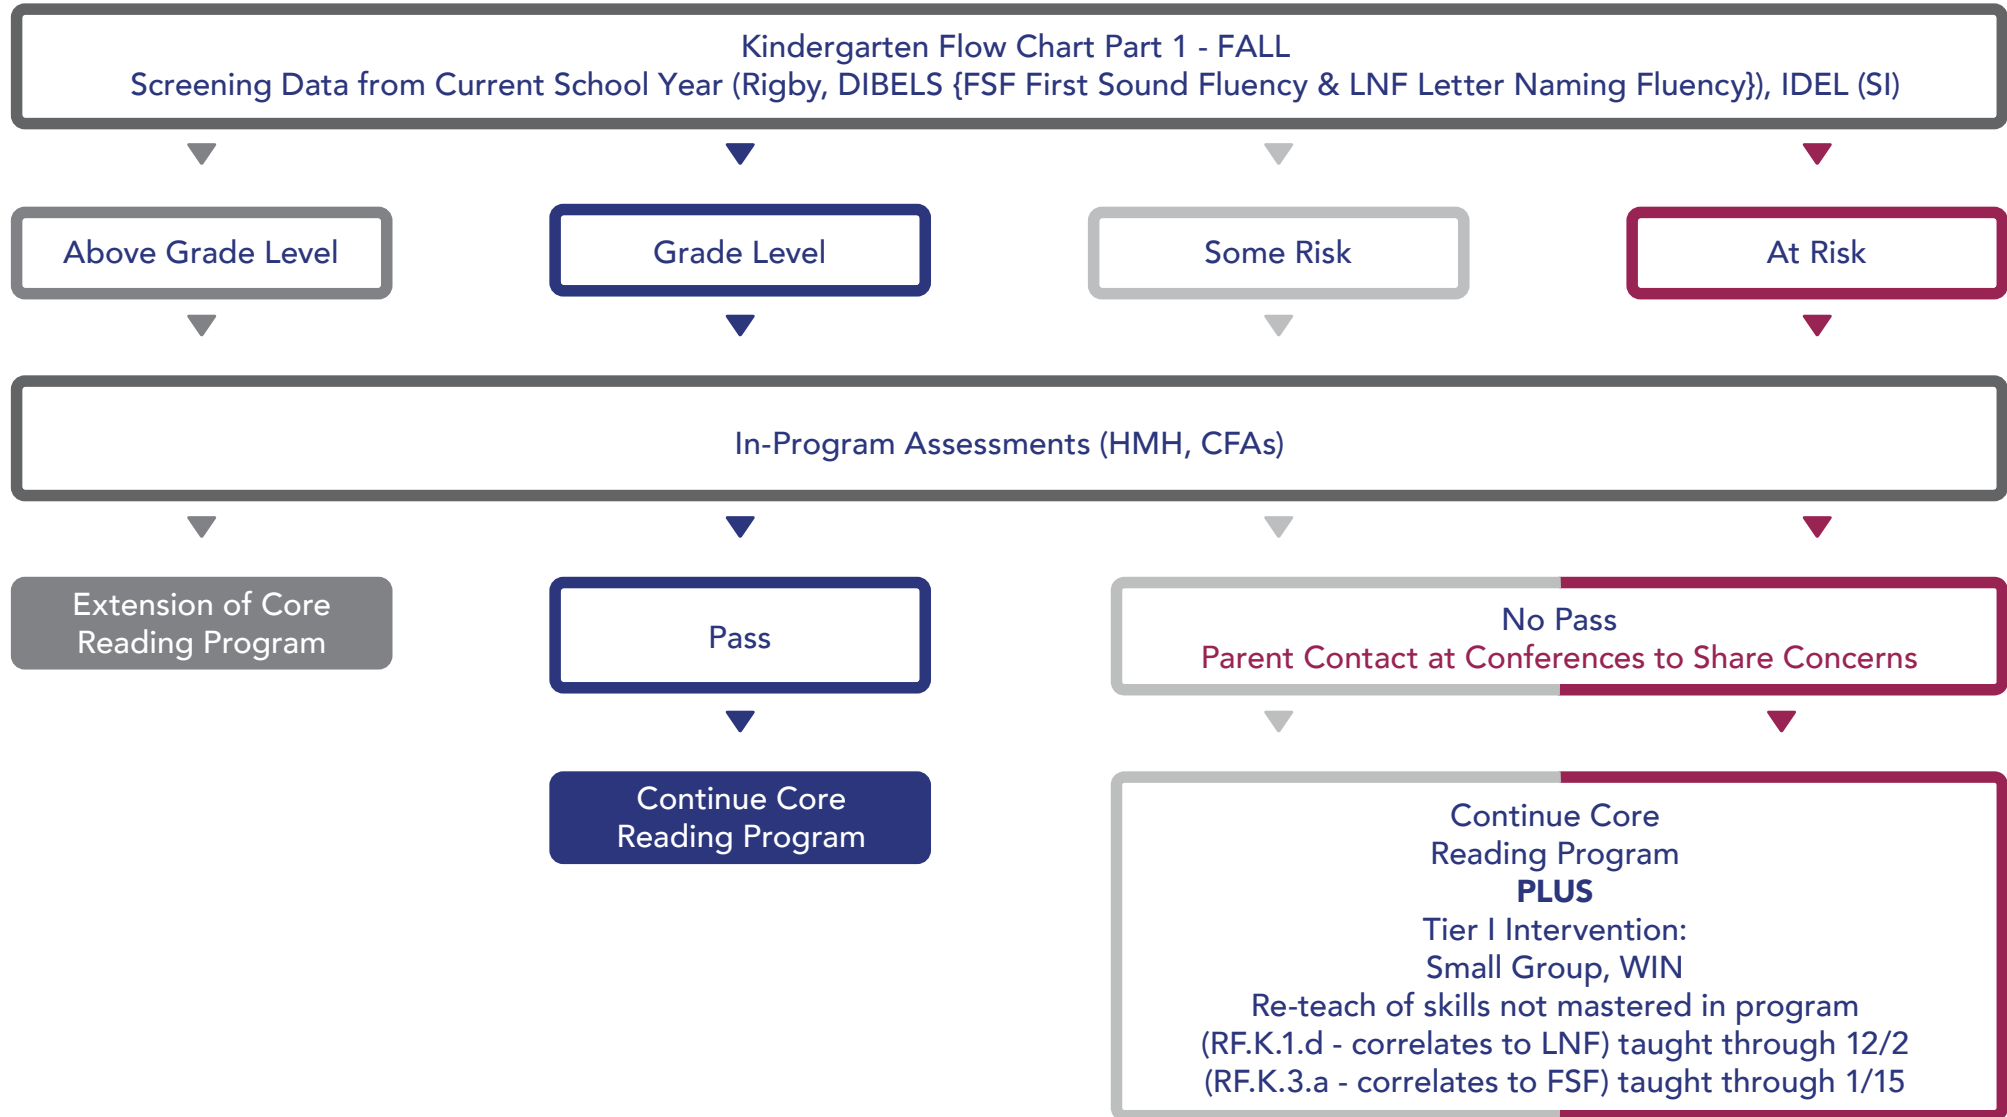 Kindergarten Flow Chart Part 1 - FALL
Screening Data from Current School Year (Rigby, DIBELS {FSF First Sound Fluency & LNF Letter Naming Fluency}), IDEL (SI)
Above Grade Level
Grade Level
Some Risk
At Risk
In-Program Assessments (HMH, CFAs)
Extension of Core
Reading Program
Pass
No Pass
Parent Contact at Conferences to Share Concerns
Continue Core
Reading Program
Continue Core
Reading Program
PLUS
Tier I Intervention:
Small Group, WIN
Re-teach of skills not mastered in program
(RF.K.1.d - correlates to LNF) taught through 12/2
(RF.K.3.a - correlates to FSF) taught through 1/15